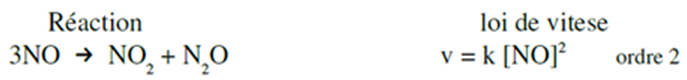 Réaction loi de vitese
3NO → NO₂ + N₂O v = k [NO]² ordre 2